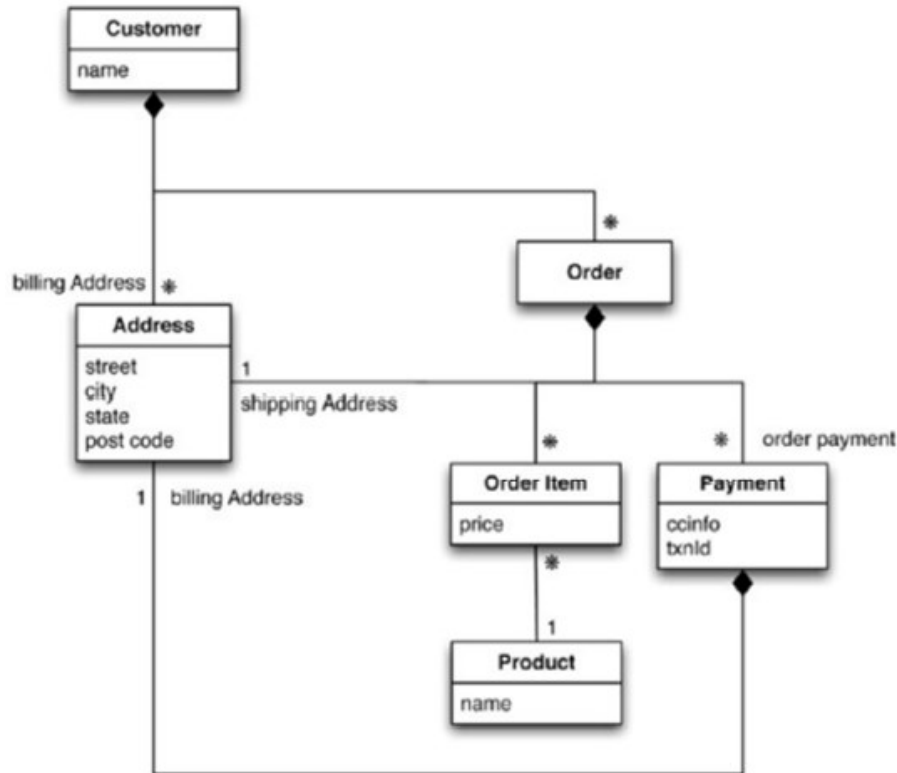 Customer
name
*
Order
billing Address *
Address
street
city
state
post code
1
shipping Address
*
* order payment
1 billing Address
Order Item
price
Payment
ccinfo
txnId
*
1
Product
name